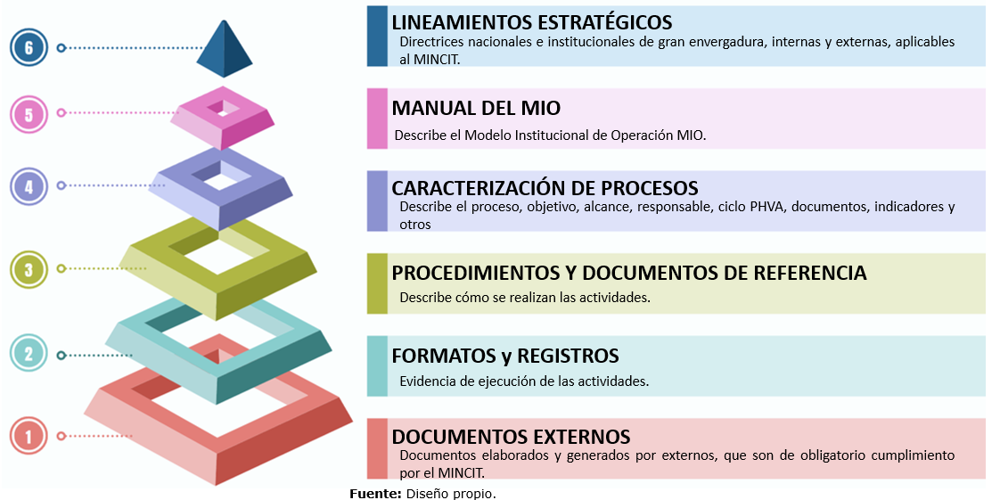 6
LINEAMIENTOS ESTRATÉGICOS
Directrices nacionales e institucionales de gran envergadura, internas y externas, aplicables
al MINCIT.
5
MANUAL DEL MIO
Describe el Modelo Institucional de Operación MIO.
4
CARACTERIZACIÓN DE PROCESOS
Describe el proceso, objetivo, alcance, responsable, ciclo PHVA, documentos, indicadores y
otros
3
PROCEDIMIENTOS Y DOCUMENTOS DE REFERENCIA
Describe cómo se realizan las actividades.
2
FORMATOS y REGISTROS
Evidencia de ejecución de las actividades.
1
DOCUMENTOS EXTERNOS
Documentos elaborados y generados por externos, que son de obligatorio cumplimiento
por el MINCIT.
Fuente: Diseño propio.